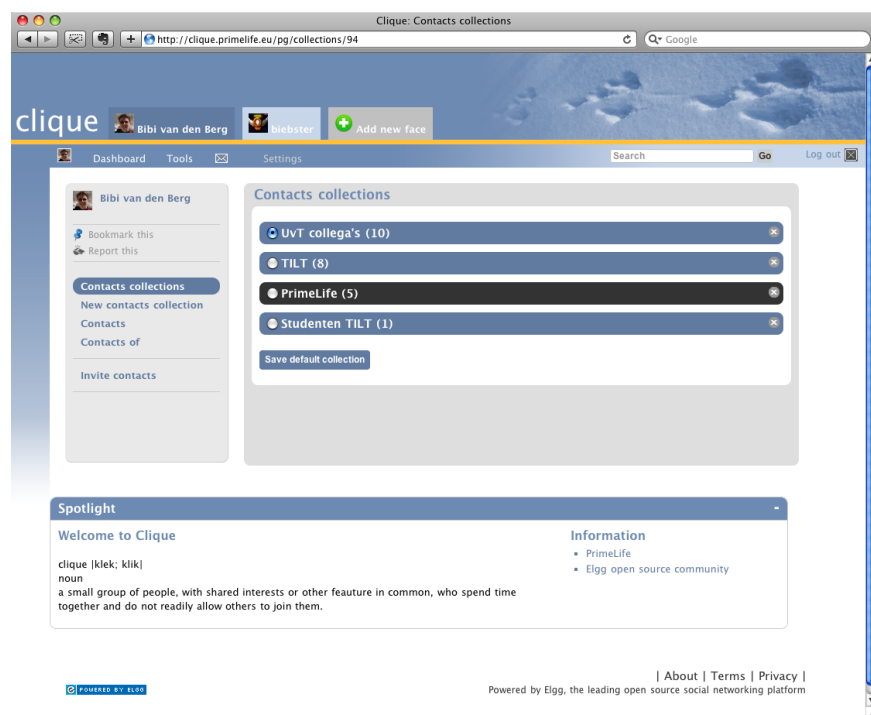 Clique: Contacts collections
http://clique.primelife.eu/pg/collections/94
Google
clique
Bibi van den Berg
biebster
Add new face
Dashboard Tools Settings
Search
Go
Log out
Bibi van den Berg
Bookmark this
Report this
Contacts collections
New contacts collection
Contacts
Contacts of
Invite contacts
Contacts collections
UvT collega's (10)
TILT (8)
PrimeLife (5)
Studenten TILT (1)
Save default collection
Spotlight -
Welcome to Clique
clique |klek; klik|
noun
a small group of people, with shared interests or other feauture in common, who spend time
together and do not readily allow others to join them.
Information
• PrimeLife
• Elgg open source community
POWERED BY ELGG
| About | Terms | Privacy |
Powered by Elgg, the leading open source social networking platform